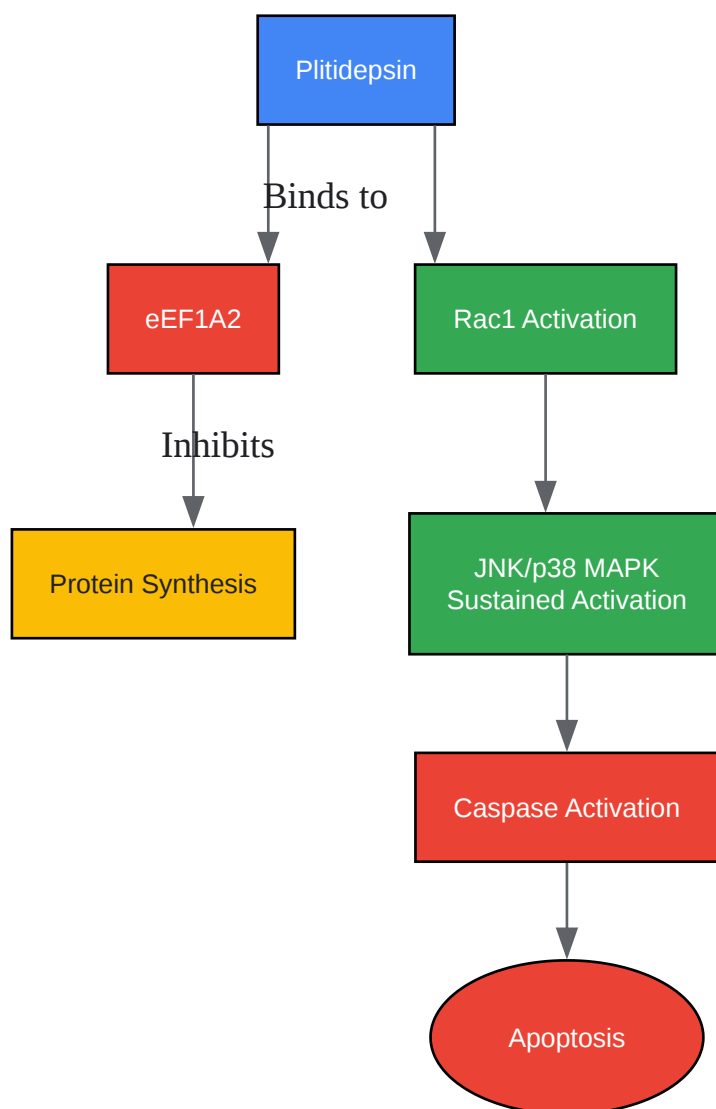 Plitidepsin
Binds to
eEF1A2
Rac1 Activation
Inhibits
Protein Synthesis
JNK/p38 MAPK
Sustained Activation
Caspase Activation
Apoptosis